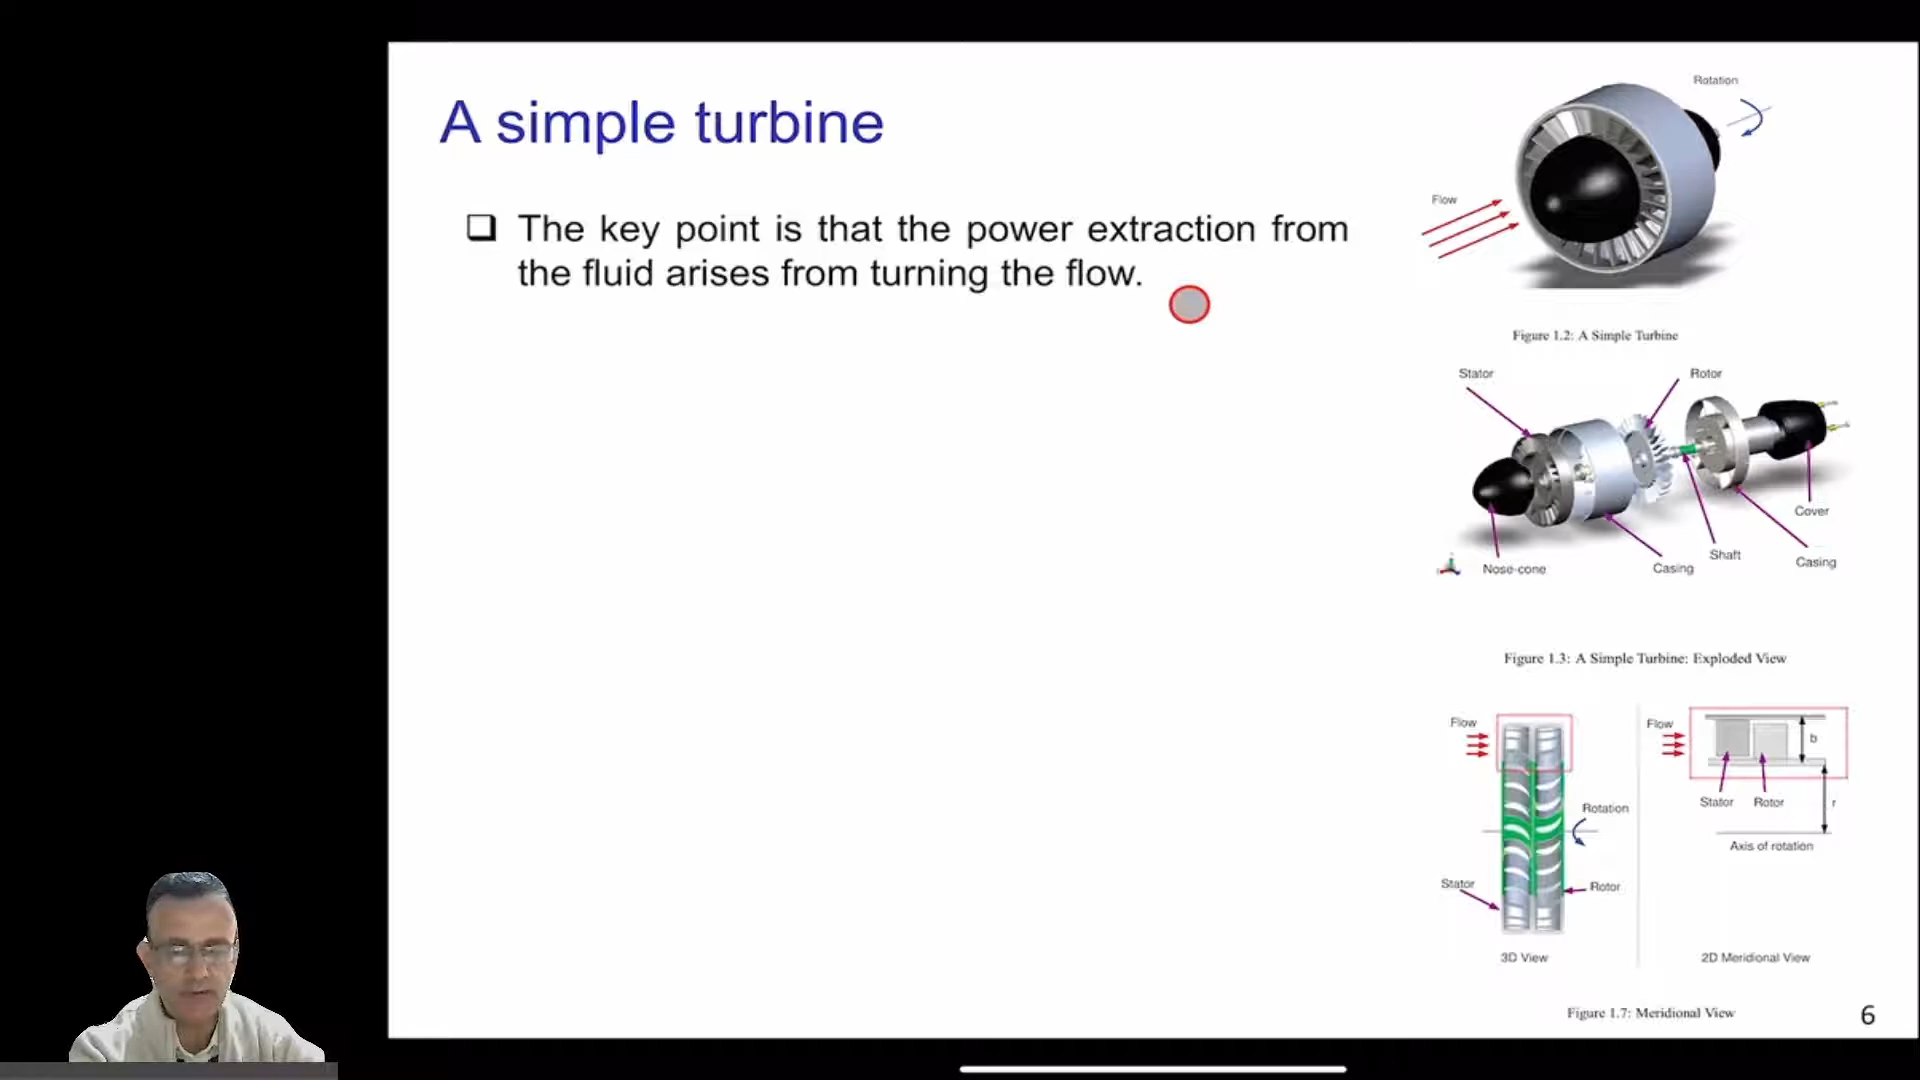 A simple turbine
❑ The key point is that the power extraction from
the fluid arises from turning the flow.
Rotation
Flow
Figure 1.2: A Simple Turbine
Stator
Rotor
Cover
Shaft
Casing
Nose-cone
Casing
Figure 1.3: A Simple Turbine: Exploded View
Flow
Rotation
Stator
Rotor
3D View
Flow
b
Stator
Rotor
r
Axis of rotation
2D Meridional View
Figure 1.7: Meridional View
6